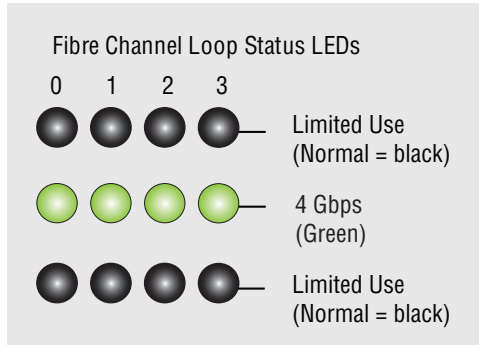 Fibre Channel Loop Status LEDs
0 1 2 3
Limited Use
(Normal = black)
4 Gbps
(Green)
Limited Use
(Normal = black)